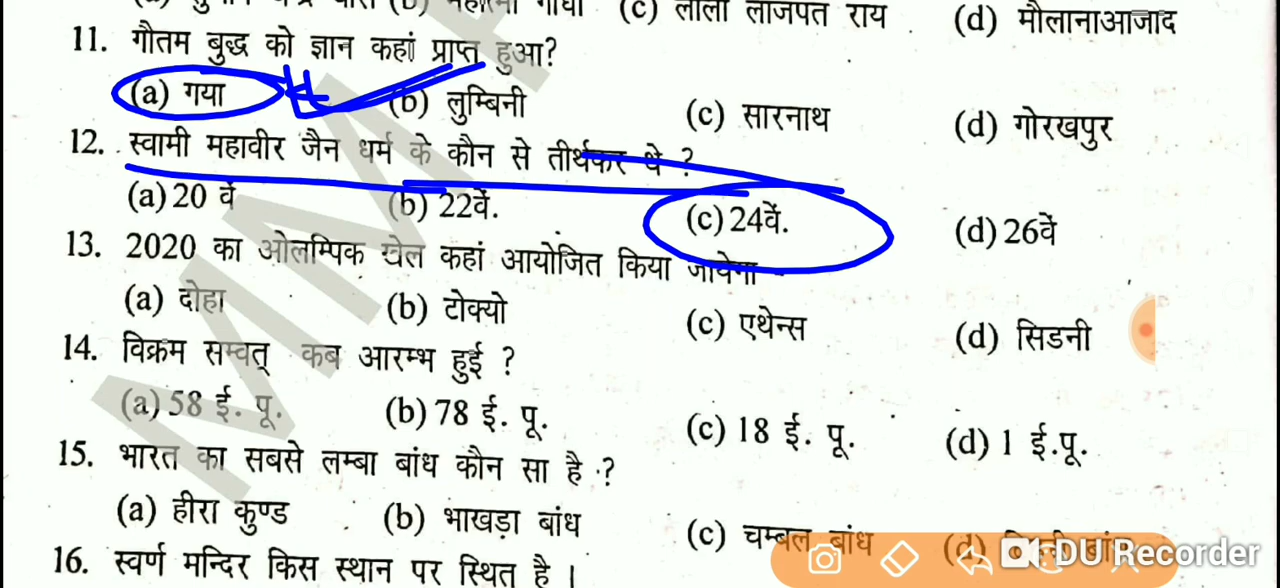 (c) लाला लाजपत राय (d) मौलानाआजाद
11. गौतम बुद्ध को ज्ञान कहां प्राप्त हुआ?
(a) गया (b) लुम्बिनी (c) सारनाथ (d) गोरखपुर
12. स्वामी महावीर जैन धर्म के कौन से तीर्थकर थे ?
(a) 20 वें (b) 22वें. (c) 24वें. (d) 26वें
13. 2020 का ओलम्पिक खेल कहां आयोजित किया जायेगा
(a) दोहा (b) टोक्यो (c) एथेन्स (d) सिडनी
14. विक्रम सम्वत् कब आरम्भ हुई ?
(a) 58 ई. पू. (b) 78 ई. पू. (c) 18 ई. पू. (d) 1 ई.पू.
15. भारत का सबसे लम्बा बांध कौन सा है ?
(a) हीरा कुण्ड (b) भाखड़ा बांध (c) चम्बल बांध (d)
DU Recorder
16. स्वर्ण मन्दिर किस स्थान पर स्थित है ।